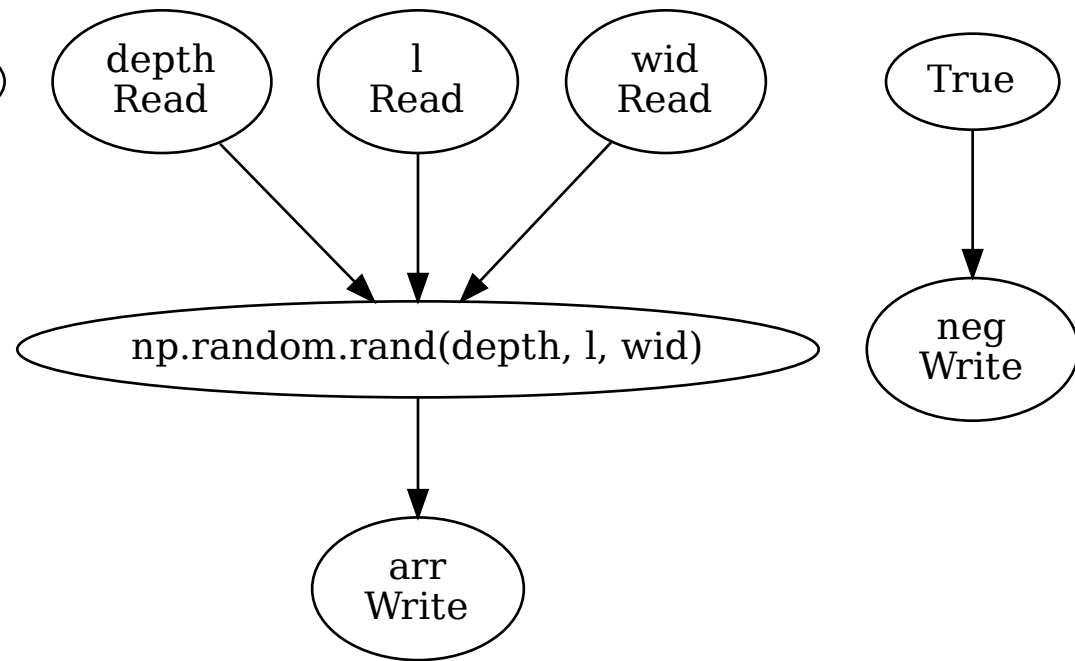 depth
Read
l
Read
wid
Read
True
np.random.rand(depth, l, wid)
neg
Write
arr
Write